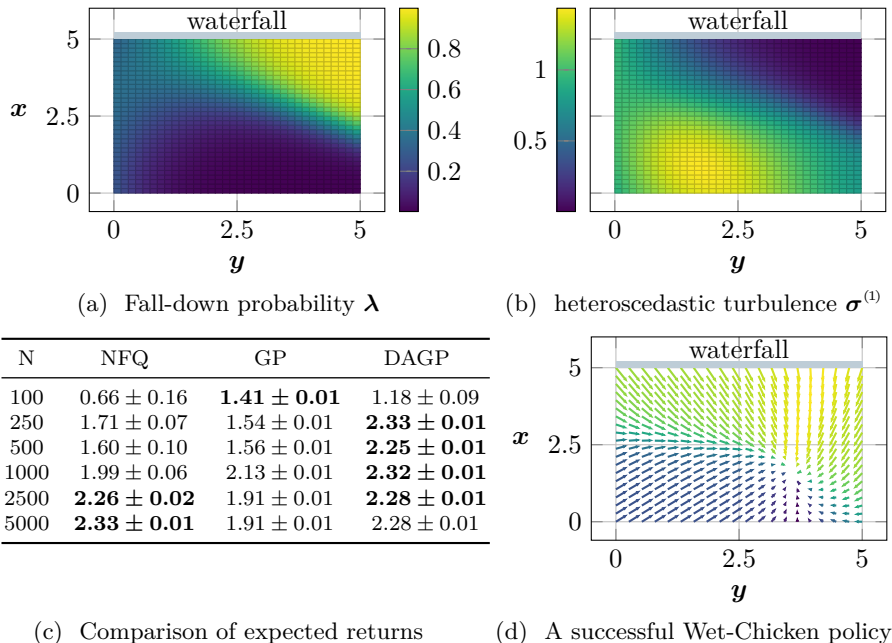 waterfall
5
2.5
0
x
0
2.5
5
y
0.8
0.6
0.4
0.2
(a) Fall-down probability λ
waterfall
1
0.5
0
2.5
5
y
(b) heteroscedastic turbulence σ⁽¹⁾
N NFQ GP DAGP
100 0.66 ± 0.16 1.41 ± 0.01 1.18 ± 0.09
250 1.71 ± 0.07 1.54 ± 0.01 2.33 ± 0.01
500 1.60 ± 0.10 1.56 ± 0.01 2.25 ± 0.01
1000 1.99 ± 0.06 2.13 ± 0.01 2.32 ± 0.01
2500 2.26 ± 0.02 1.91 ± 0.01 2.28 ± 0.01
5000 2.33 ± 0.01 1.91 ± 0.01 2.28 ± 0.01
(c) Comparison of expected returns
waterfall
5
2.5
0
x
0
2.5
5
y
(d) A successful Wet-Chicken policy